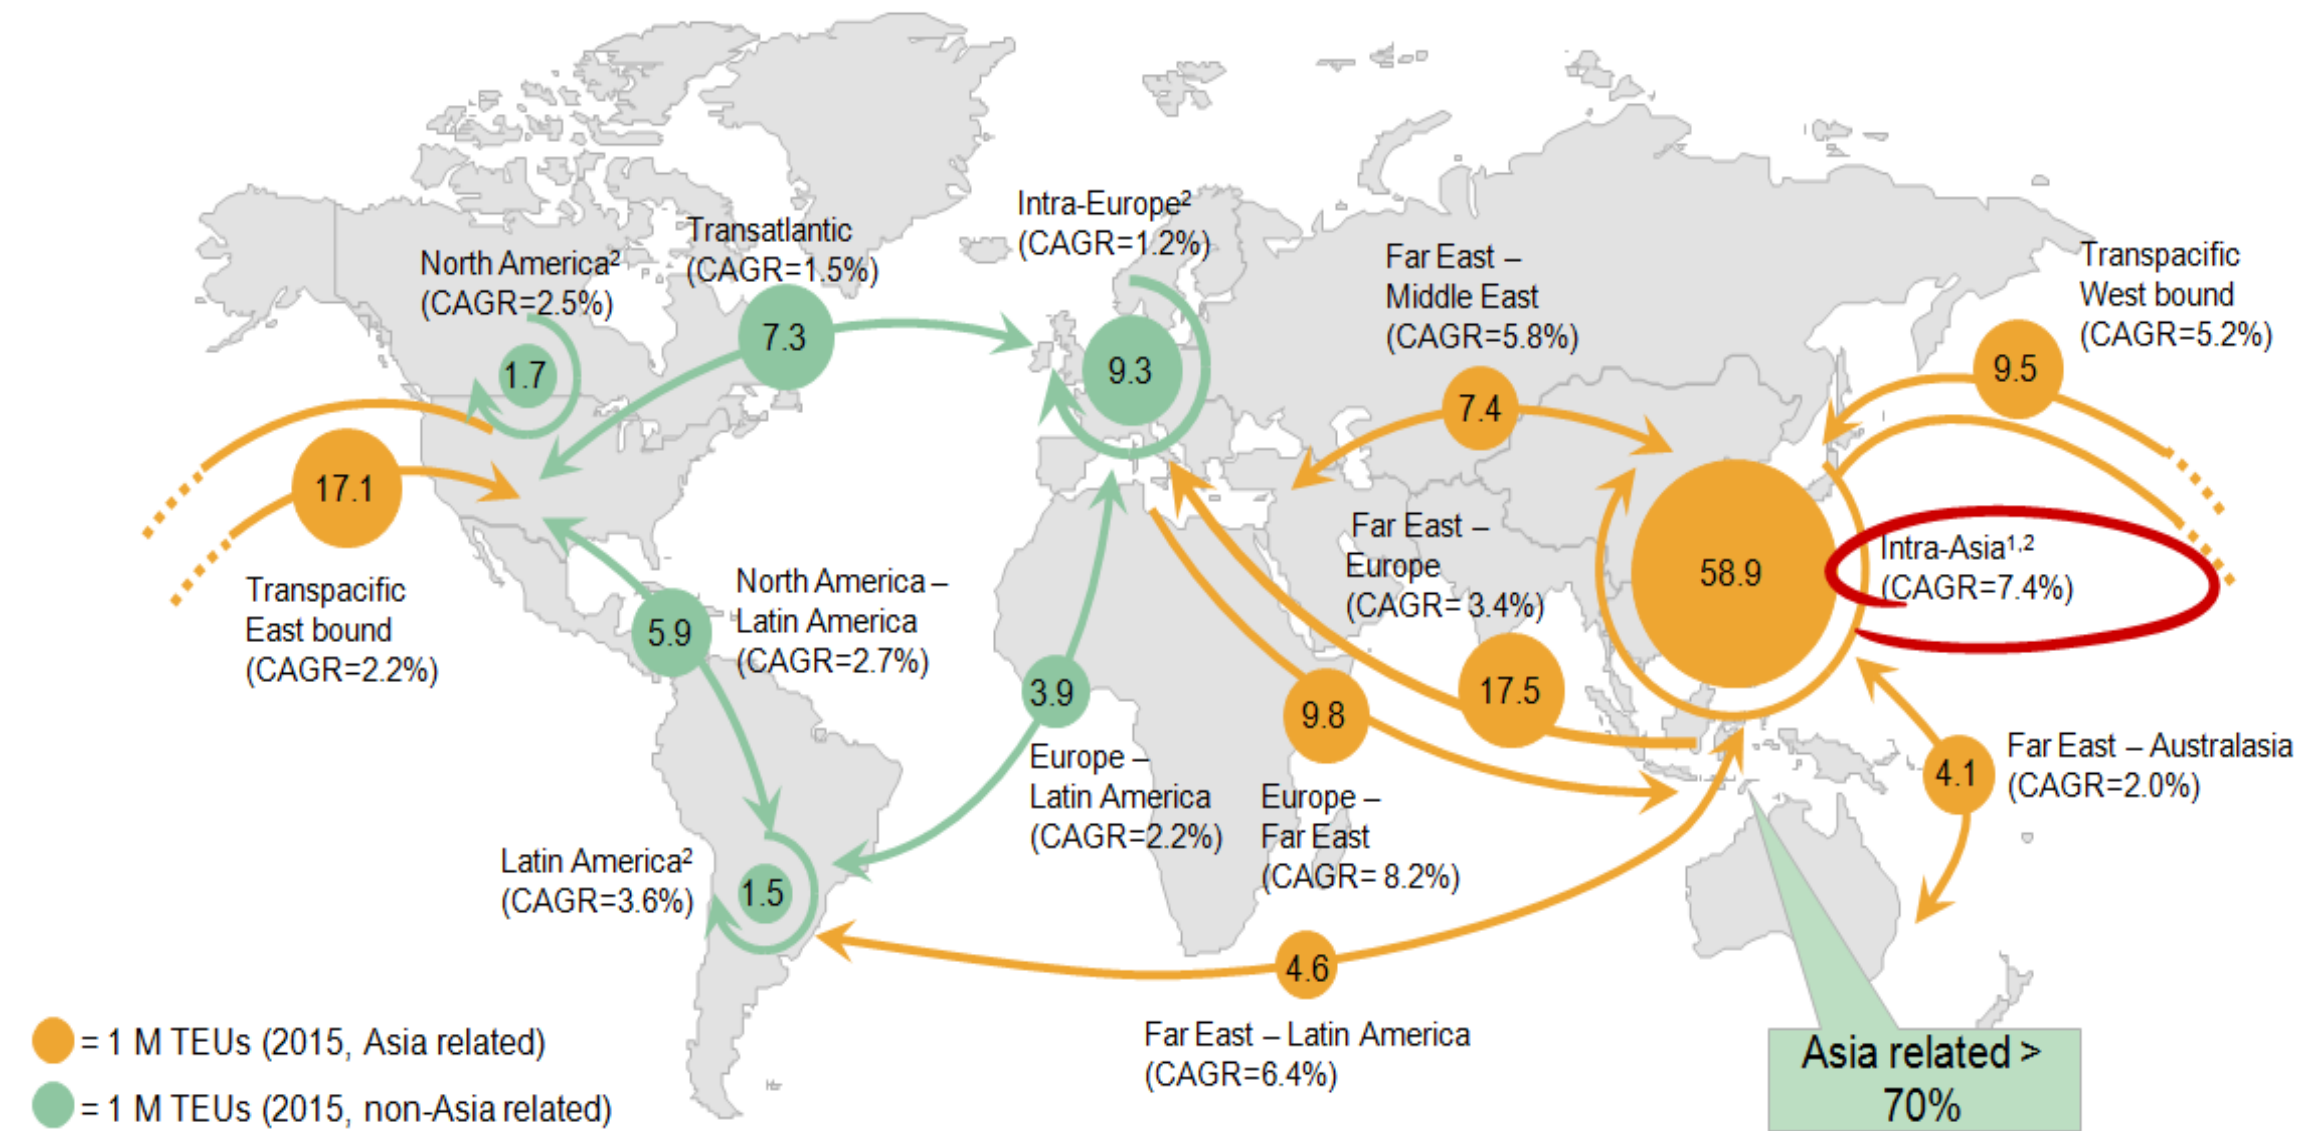 Intra-Europe²
(CAGR=1.2%)
Transatlantic
(CAGR=1.5%)
North America²
(CAGR=2.5%)
Far East –
Middle East
(CAGR=5.8%)
Transpacific
West bound
(CAGR=5.2%)
7.3
1.7
9.3
7.4
9.5
17.1
58.9
Far East –
Europe
(CAGR= 3.4%)
Intra-Asia¹,²
(CAGR=7.4%)
Transpacific
East bound
(CAGR=2.2%)
5.9
North America –
Latin America
(CAGR=2.7%)
3.9
9.8
17.5
Europe –
Latin America
(CAGR=2.2%)
Europe –
Far East
(CAGR= 8.2%)
4.1
Far East – Australasia
(CAGR=2.0%)
Latin America²
(CAGR=3.6%)
1.5
4.6
Far East – Latin America
(CAGR=6.4%)
= 1 M TEUs (2015, Asia related)
= 1 M TEUs (2015, non-Asia related)
Asia related >
70%